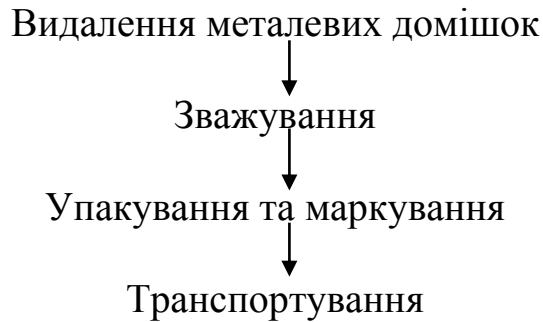 Видалення металевих домішок
Зважування
Упакування та маркування
Транспортування